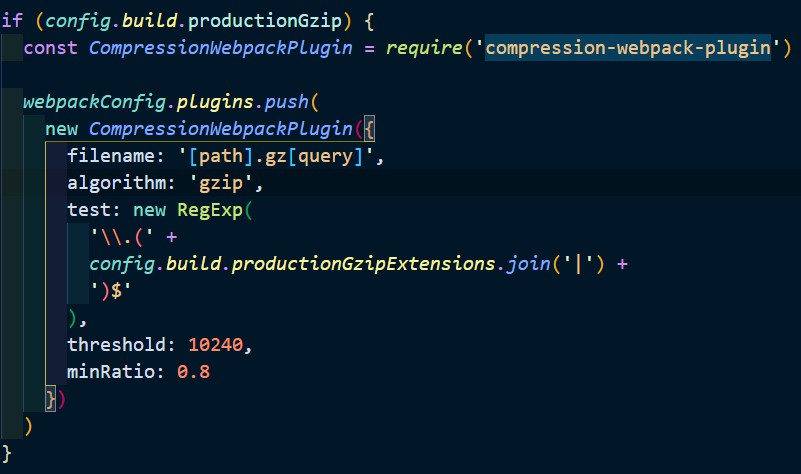 if (config.build.productionGzip) {
  const CompressionWebpackPlugin = require('compression-webpack-plugin')

  webpackConfig.plugins.push(
    new CompressionWebpackPlugin({
      filename: '[path].gz[query]',
      algorithm: 'gzip',
      test: new RegExp(
        '\\.(' +
        config.build.productionGzipExtensions.join('|') +
        ')$'
      ),
      threshold: 10240,
      minRatio: 0.8
    })
  )
}